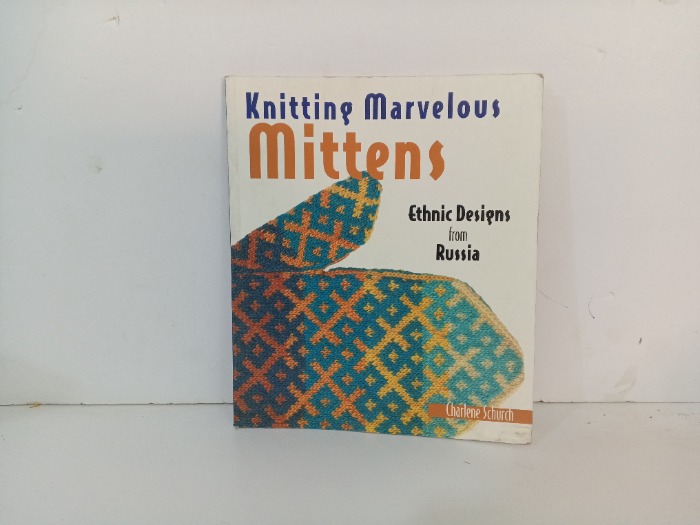 Knitting Marvelous
Mittens
Ethnic Designs
from
Russia
Charlene Schurch